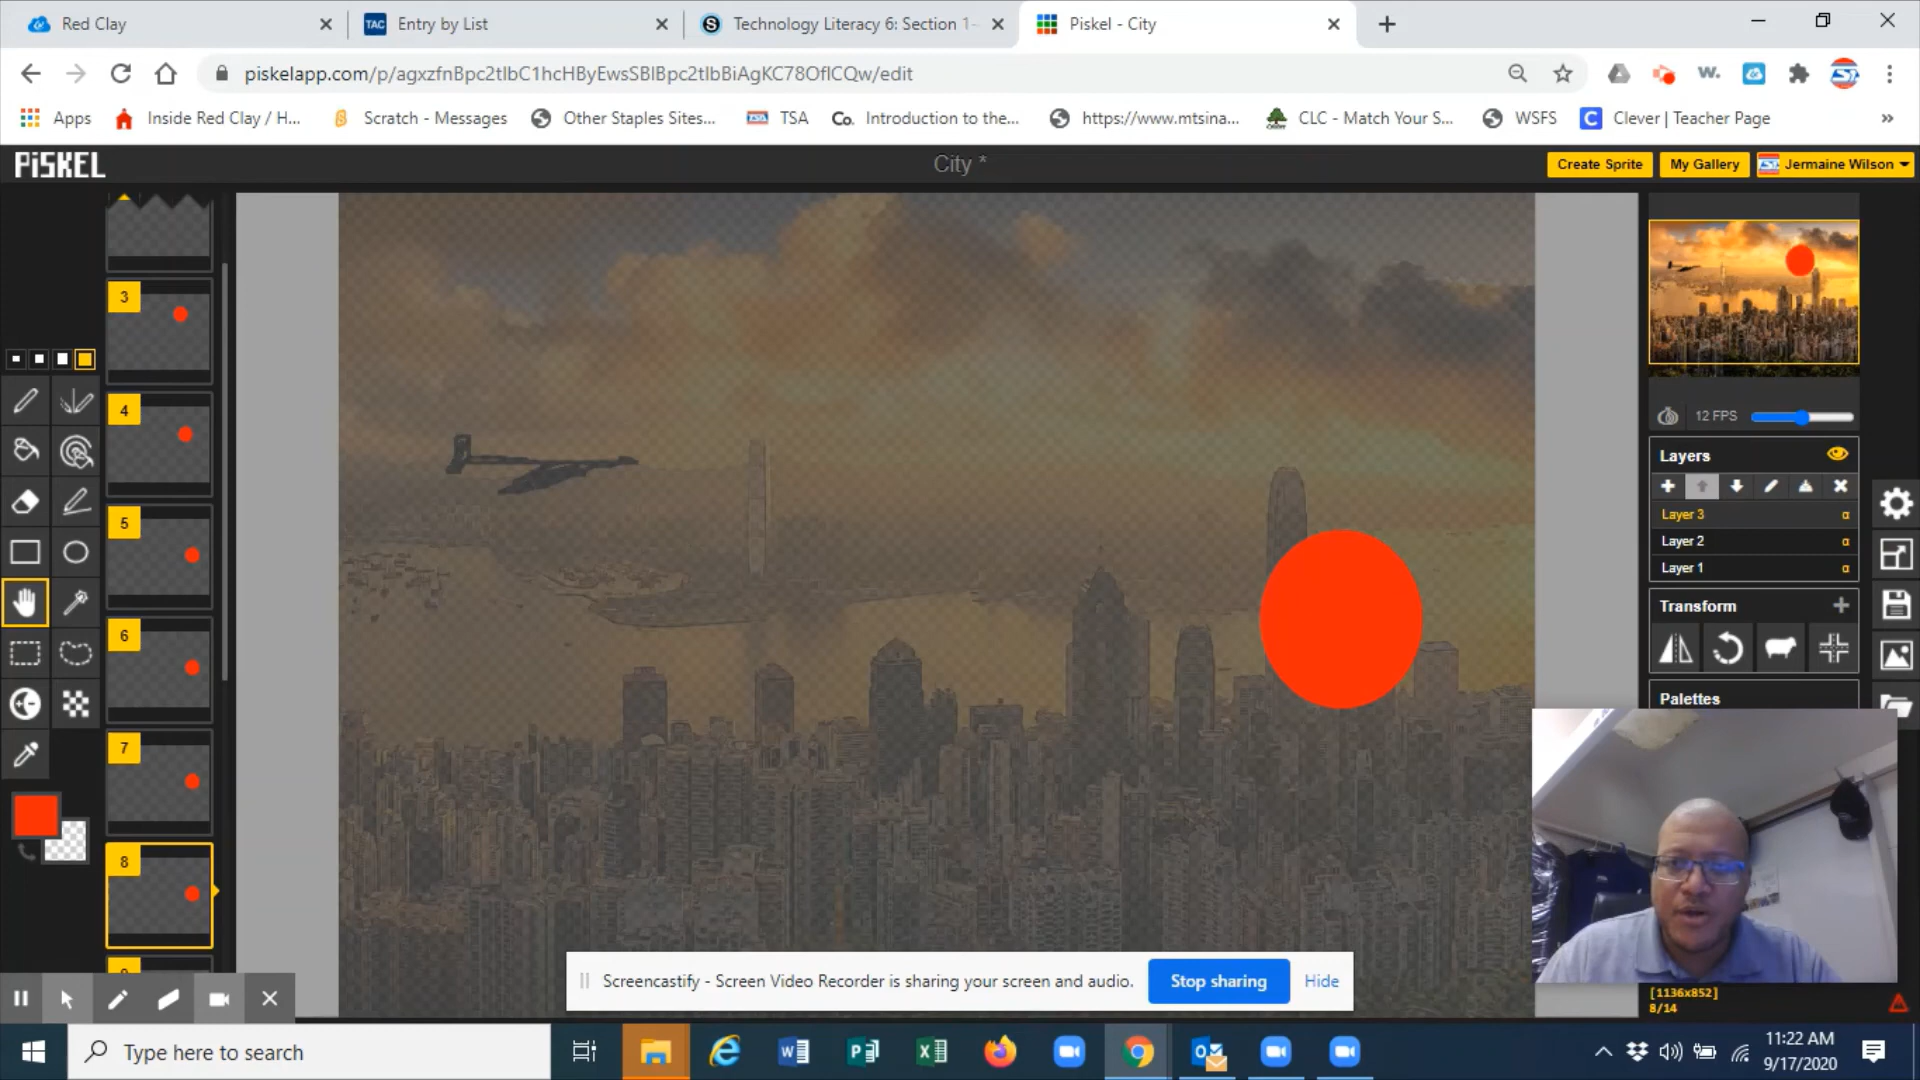 Red Clay
TAC Entry by List
S Technology Literacy 6: Section 1-
Piskel - City
piskelapp.com/p/agxzfnBpc2tlbC1hcHByEwsSBlBpc2tlbBiAgKC78OflCQw/edit
Apps
Inside Red Clay / H...
Scratch - Messages
Other Staples Sites...
TSA
Co. Introduction to the...
https://www.mtsina...
CLC - Match Your S...
WSFS
C Clever | Teacher Page
»
PiSKEL
City *
Create Sprite
My Gallery
Jermaine Wilson
3
4
5
6
7
8
9
12 FPS
Layers
Layer 3 α
Layer 2 α
Layer 1 α
Transform
Palettes
Screencastify - Screen Video Recorder is sharing your screen and audio.
Stop sharing
Hide
[1136x852]
8/14
Type here to search
11:22 AM
9/17/2020